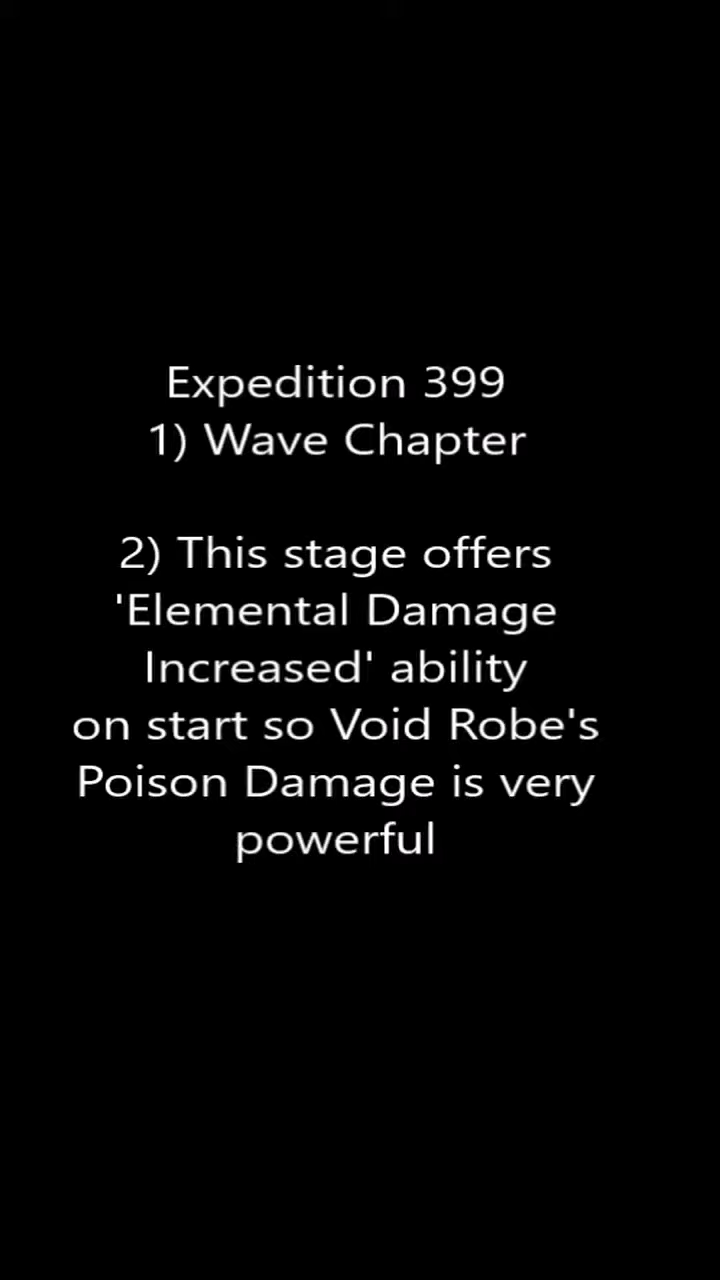 Expedition 399
1) Wave Chapter
2) This stage offers
'Elemental Damage
Increased' ability
on start so Void Robe's
Poison Damage is very
powerful